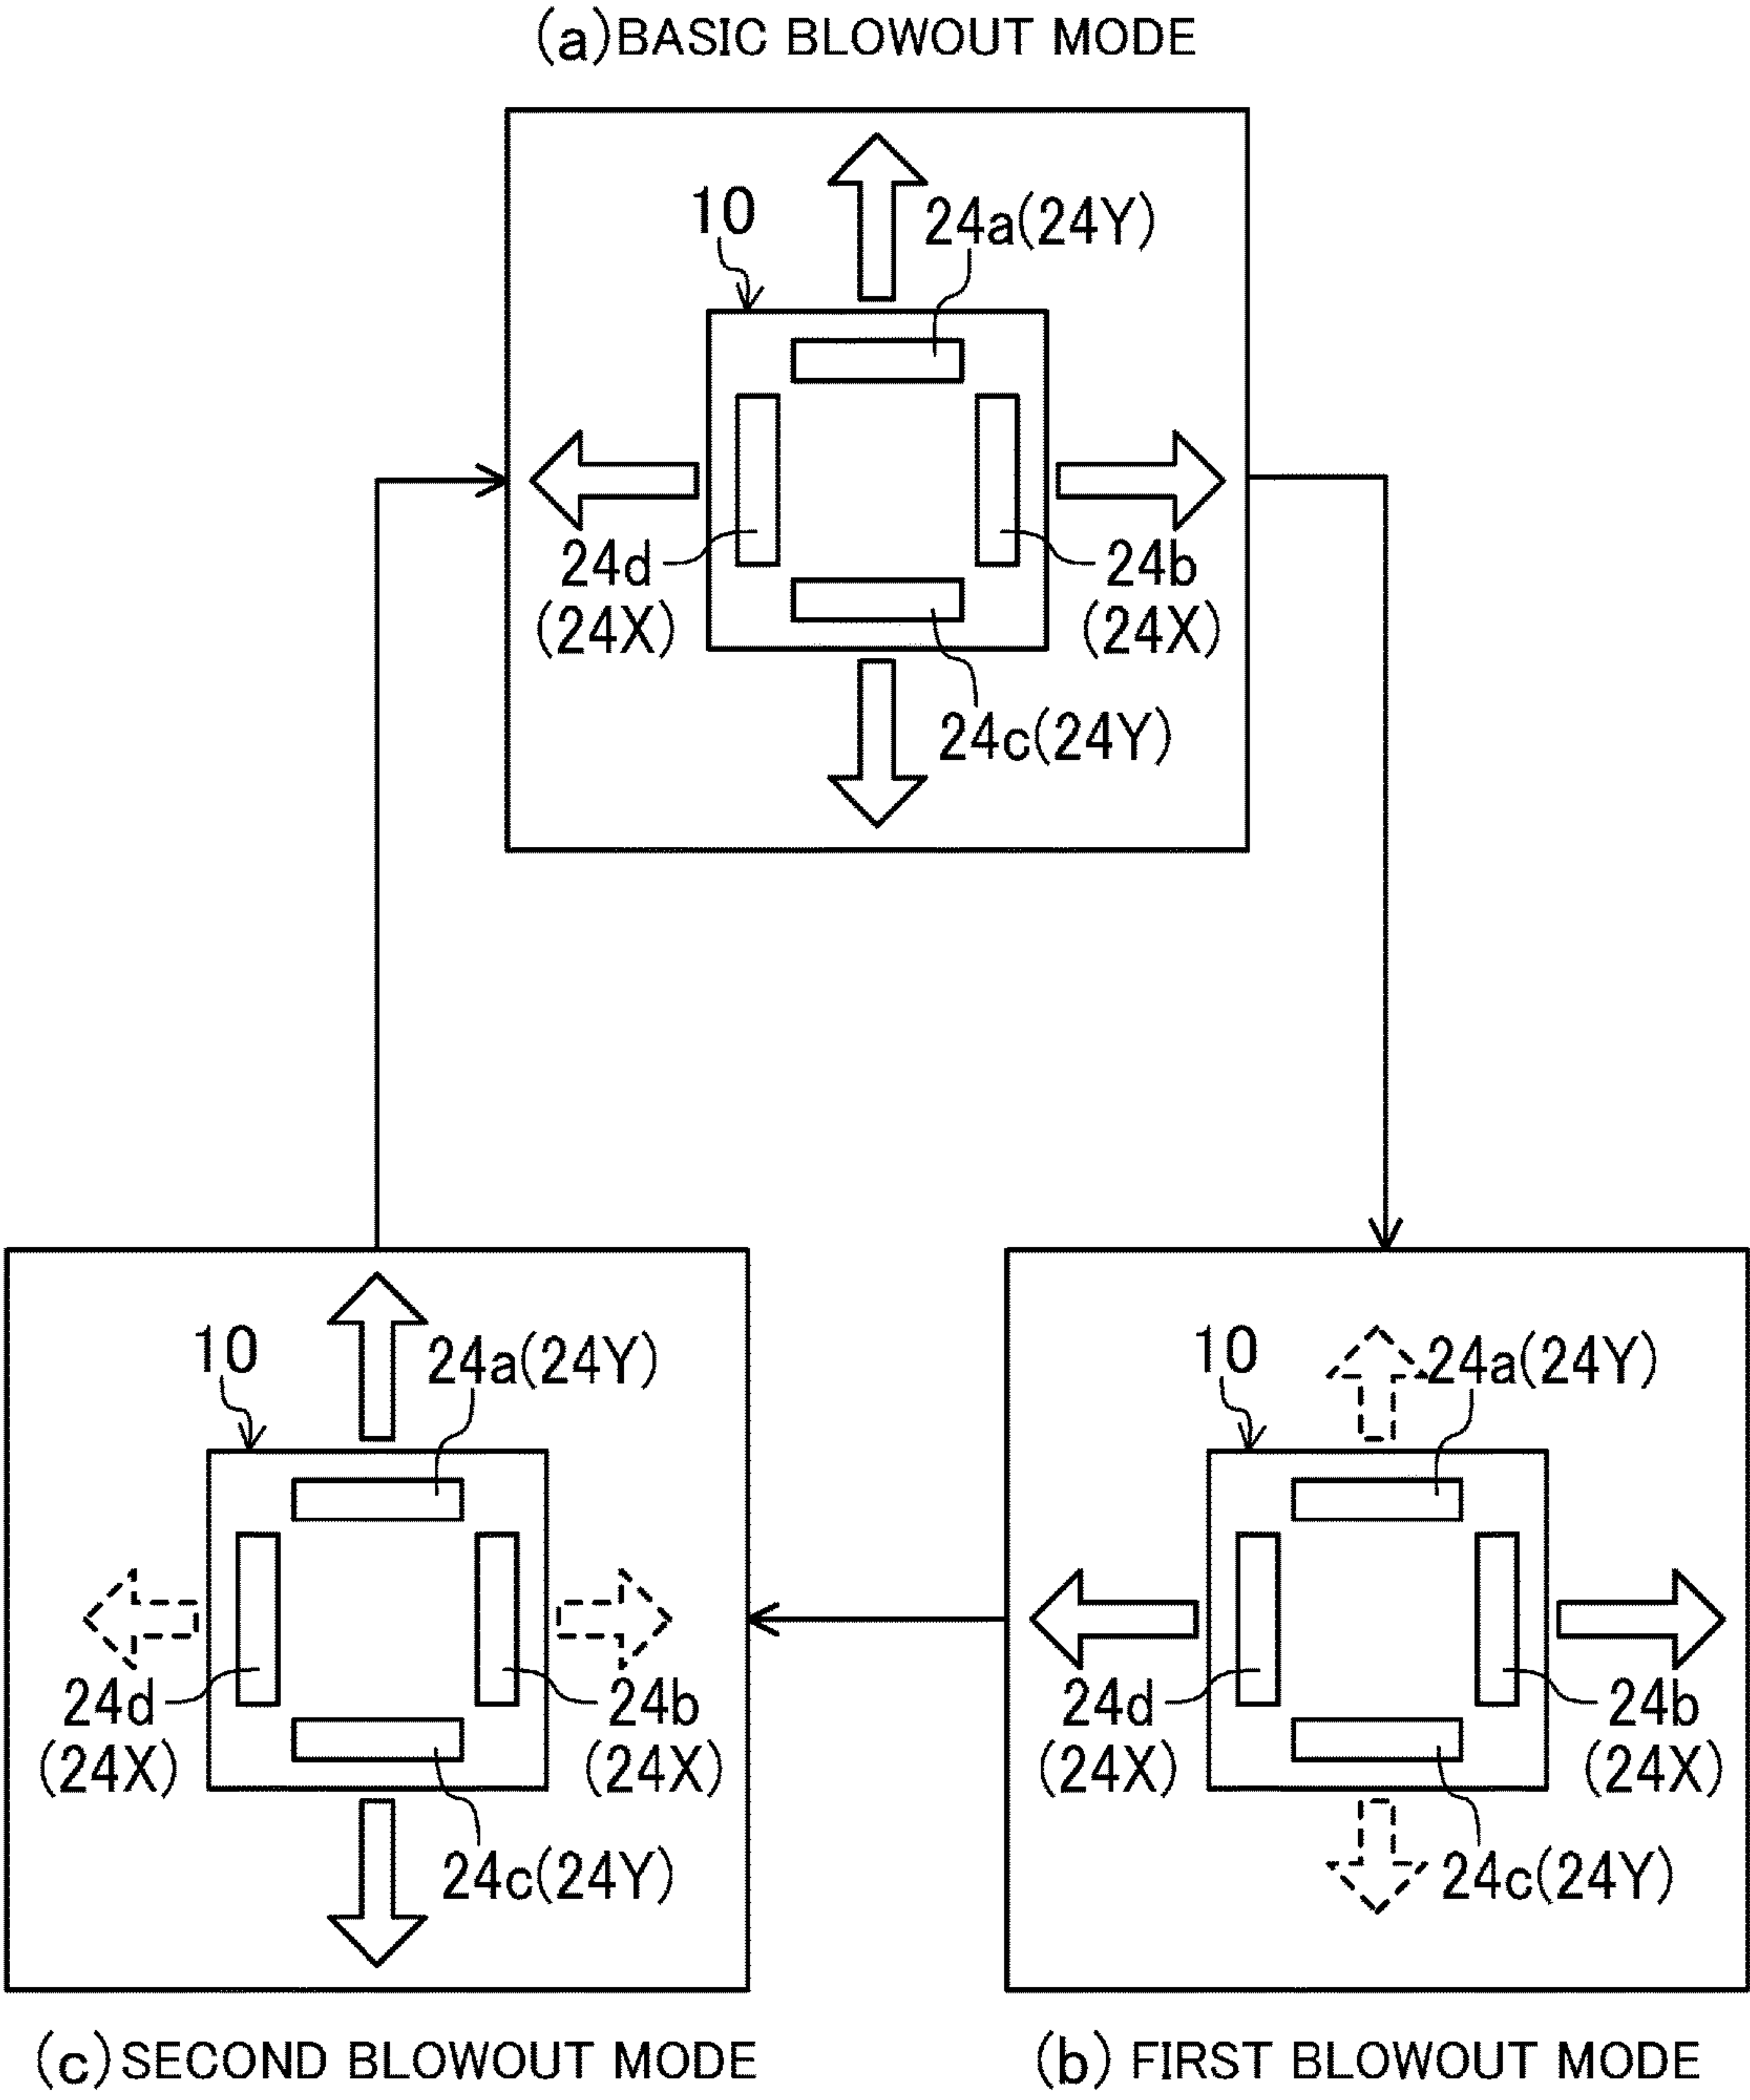 (a)BASIC BLOWOUT MODE
10
24a(24Y)
24d
(24X)
24b
(24X)
24c(24Y)
10
24a(24Y)
24d
(24X)
24b
(24X)
24c(24Y)
10
24a(24Y)
24d
(24X)
24b
(24X)
24c(24Y)
(c)SECOND BLOWOUT MODE
(b) FIRST BLOWOUT MODE